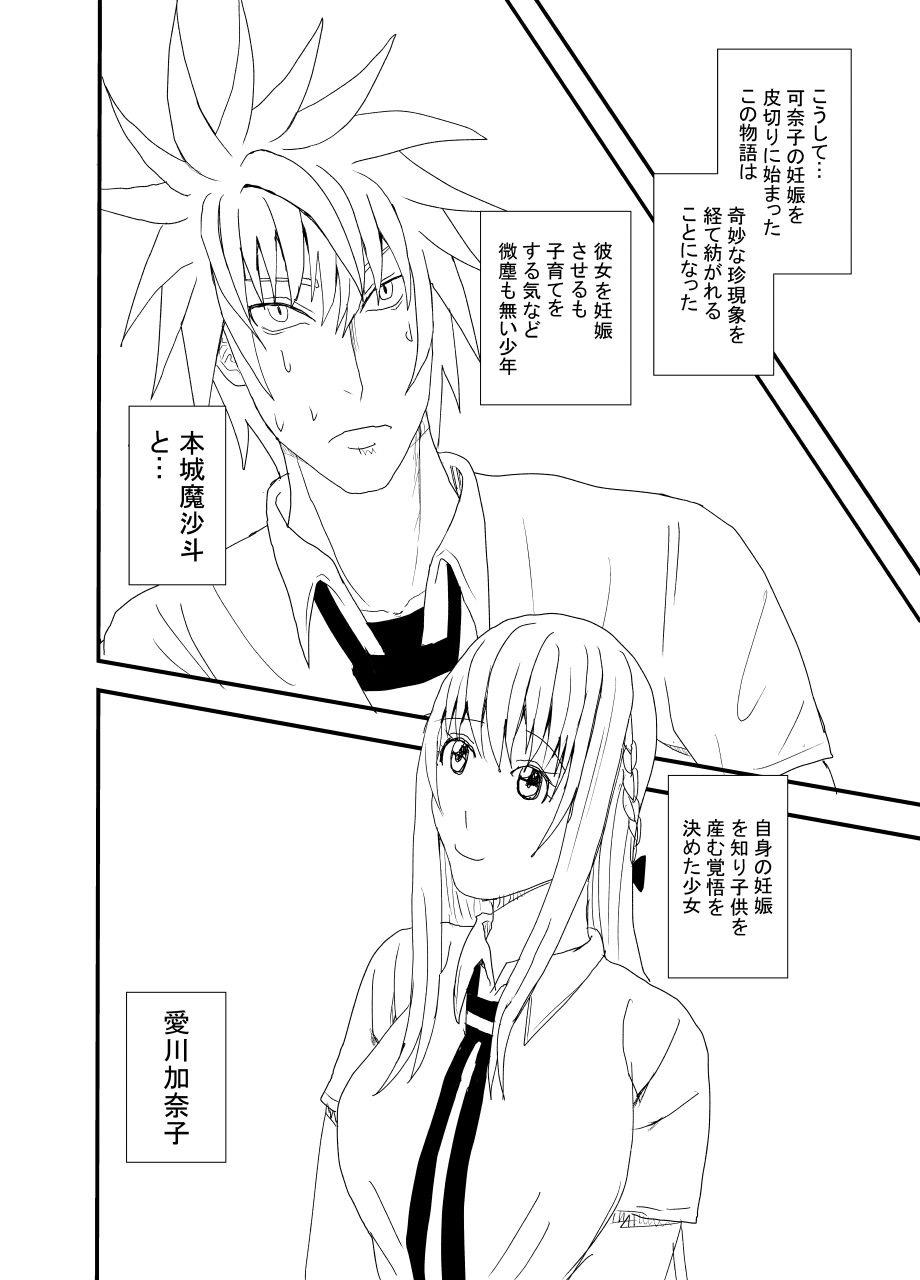 こうして…
可奈子の妊娠を
皮切りに始まった
この物語は
奇妙な珍現象を
経て紡がれる
ことになった
彼女を妊娠
させるも
子育てを
する気など
微塵も無い少年
本城魔沙斗
と…
自身の妊娠
を知り子供を
産む覚悟を
決めた少女
愛川加奈子